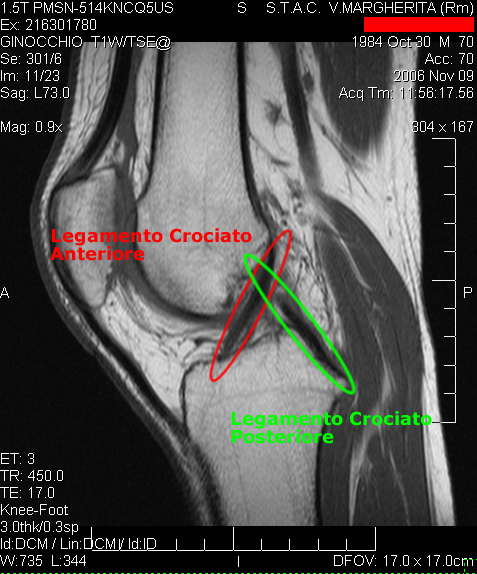 1.5T PMSN-514KNCQ5US
S
S.T.A.C. V.MARGHERITA (Rm)
Ex: 216301780
GINOCCHIO T1W/TSE@
1984 Oct 30 M 70
Se: 301/6
Acc: 70
Im: 11/23
2006 Nov 09
Sag: L73.0
Acq Tm: 11:56:17.56
Mag: 0.9x
804 x 167
Legamento Crociato
Anteriore
A
P
Legamento Crociato
Posteriore
ET: 3
TR: 450.0
TE: 17.0
Knee-Foot
3.0thk/0.3sp
Id:DCM / Lin:DCM / Id:ID
W:735 L:344
I
DFOV: 17.0 x 17.0cm